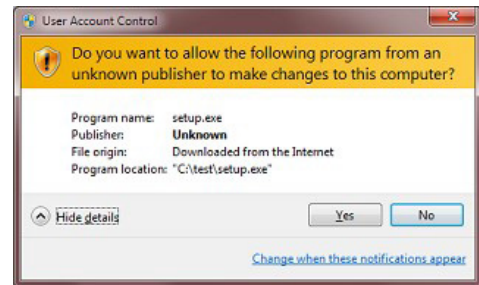 User Account Control
Do you want to allow the following program from an
unknown publisher to make changes to this computer?
Program name: setup.exe
Publisher: Unknown
File origin: Downloaded from the Internet
Program location: "C:\test\setup.exe"
Hide details
Yes
No
Change when these notifications appear